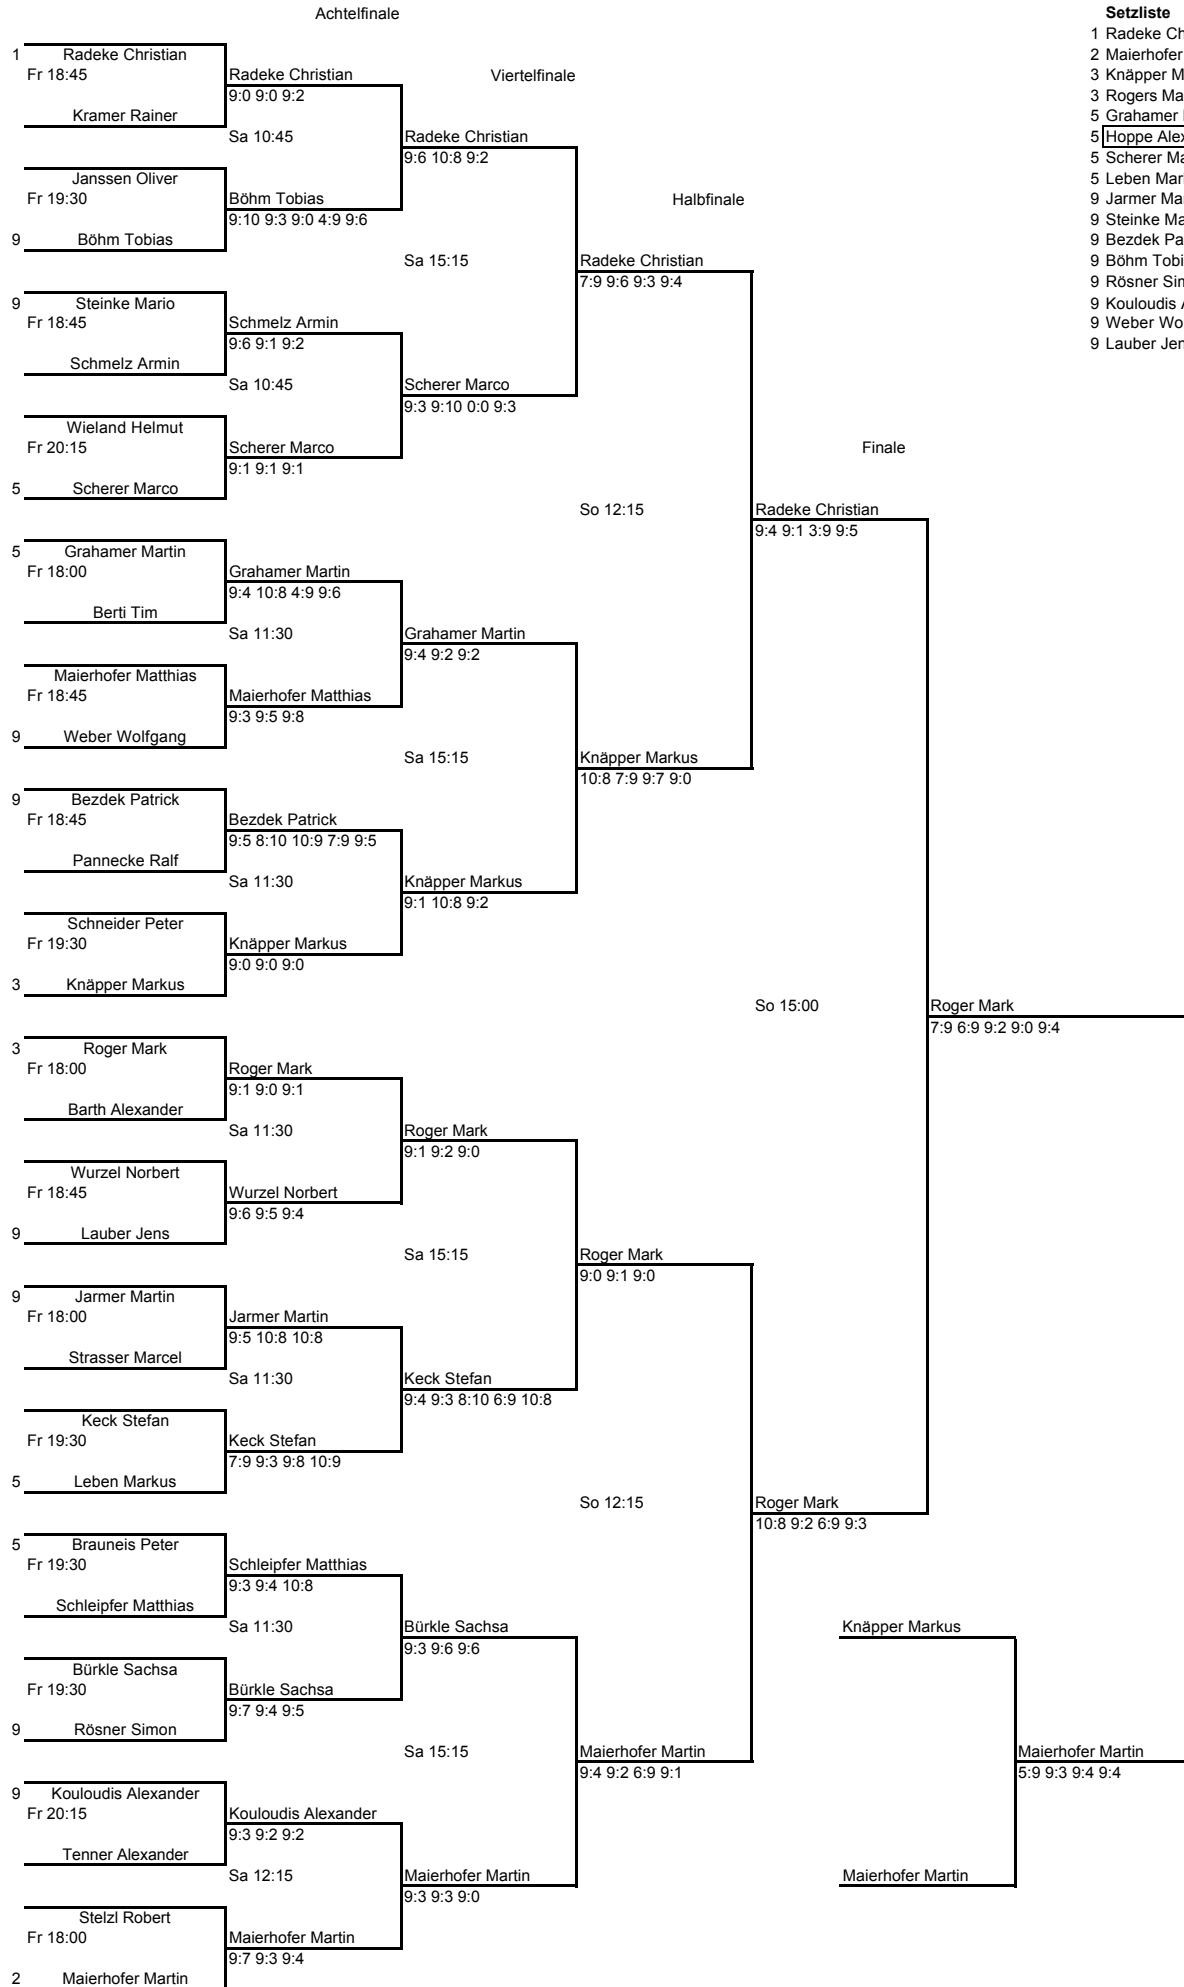 Achtelfinale
Setzliste
1 Radeke Ch
1 Radeke Christian
2 Maierhofer
Fr 18:45 Radeke Christian Viertelfinale
3 Knäpper M
9:0 9:0 9:2
3 Rogers Ma
Kramer Rainer
5 Grahamer
Sa 10:45 Radeke Christian
5 Hoppe Alex
9:6 10:8 9:2
5 Scherer Ma
Janssen Oliver
5 Leben Mar
Fr 19:30 Böhm Tobias Halbfinale
9 Jarmer Mar
9:10 9:3 9:0 4:9 9:6
9 Steinke Ma
9 Böhm Tobias
9 Bezdek Pa
Sa 15:15 Radeke Christian
9 Böhm Tobi
7:9 9:6 9:3 9:4
9 Rösner Sim
9 Steinke Mario
9 Kouloudis
Fr 18:45 Schmelz Armin
9 Weber Wo
9:6 9:1 9:2
9 Lauber Jen
Schmelz Armin
Sa 10:45 Scherer Marco
9:3 9:10 0:0 9:3
Wieland Helmut
Fr 20:15 Scherer Marco Finale
9:1 9:1 9:1
5 Scherer Marco
So 12:15 Radeke Christian
9:4 9:1 3:9 9:5
5 Grahamer Martin
Fr 18:00 Grahamer Martin
9:4 10:8 4:9 9:6
Berti Tim
Sa 11:30 Grahamer Martin
9:4 9:2 9:2
Maierhofer Matthias
Fr 18:45 Maierhofer Matthias
9:3 9:5 9:8
9 Weber Wolfgang
Sa 15:15 Knäpper Markus
10:8 7:9 9:7 9:0
9 Bezdek Patrick
Fr 18:45 Bezdek Patrick
9:5 8:10 10:9 7:9 9:5
Pannecke Ralf
Sa 11:30 Knäpper Markus
9:1 10:8 9:2
Schneider Peter
Fr 19:30 Knäpper Markus
9:0 9:0 9:0
3 Knäpper Markus
So 15:00 Roger Mark
7:9 6:9 9:2 9:0 9:4
3 Roger Mark
Fr 18:00 Roger Mark
9:1 9:0 9:1
Barth Alexander
Sa 11:30 Roger Mark
9:1 9:2 9:0
Wurzel Norbert
Fr 18:45 Wurzel Norbert
9:6 9:5 9:4
9 Lauber Jens
Sa 15:15 Roger Mark
9:0 9:1 9:0
9 Jarmer Martin
Fr 18:00 Jarmer Martin
9:5 10:8 10:8
Strasser Marcel
Sa 11:30 Keck Stefan
9:4 9:3 8:10 6:9 10:8
Keck Stefan
Fr 19:30 Keck Stefan
7:9 9:3 9:8 10:9
5 Leben Markus
So 12:15 Roger Mark
10:8 9:2 6:9 9:3
5 Brauneis Peter
Fr 19:30 Schleipfer Matthias
9:3 9:4 10:8
Schleipfer Matthias
Sa 11:30 Bürkle Sachsa Knäpper Markus
9:3 9:6 9:6
Bürkle Sachsa
Fr 19:30 Bürkle Sachsa
9:7 9:4 9:5
9 Rösner Simon
Sa 15:15 Maierhofer Martin Maierhofer Martin
9:4 9:2 6:9 9:1 5:9 9:3 9:4 9:4
9 Kouloudis Alexander
Fr 20:15 Kouloudis Alexander
9:3 9:2 9:2
Tenner Alexander
Sa 12:15 Maierhofer Martin Maierhofer Martin
9:3 9:3 9:0
Stelzl Robert
Fr 18:00 Maierhofer Martin
9:7 9:3 9:4
2 Maierhofer Martin